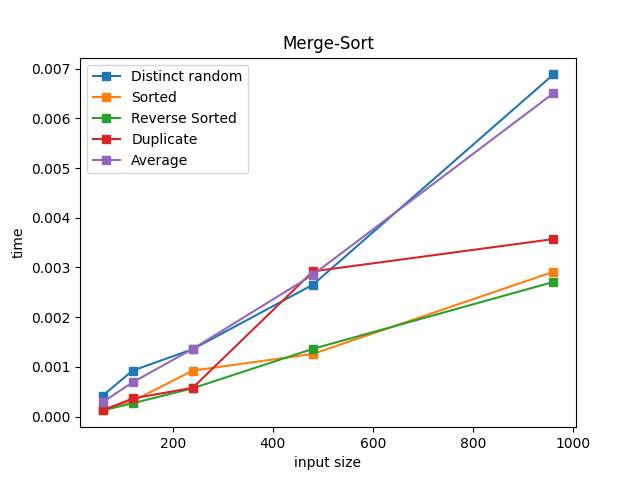 Merge-Sort
Distinct random
Sorted
Reverse Sorted
Duplicate
Average
0.007
0.006
0.005
0.004
0.003
0.002
0.001
0.000
time
200
400
600
800
1000
input size